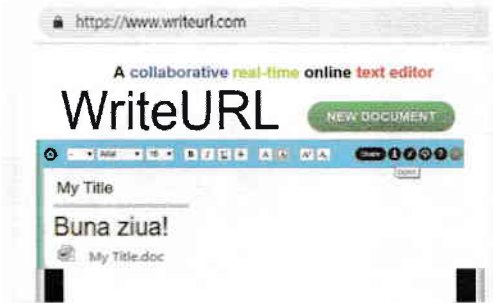 https://www.writeurl.com
A collaborative real-time online text editor
WriteURL
NEW DOCUMENT
Arial
B I U
Share
My Title
Buna ziua!
My Title.doc